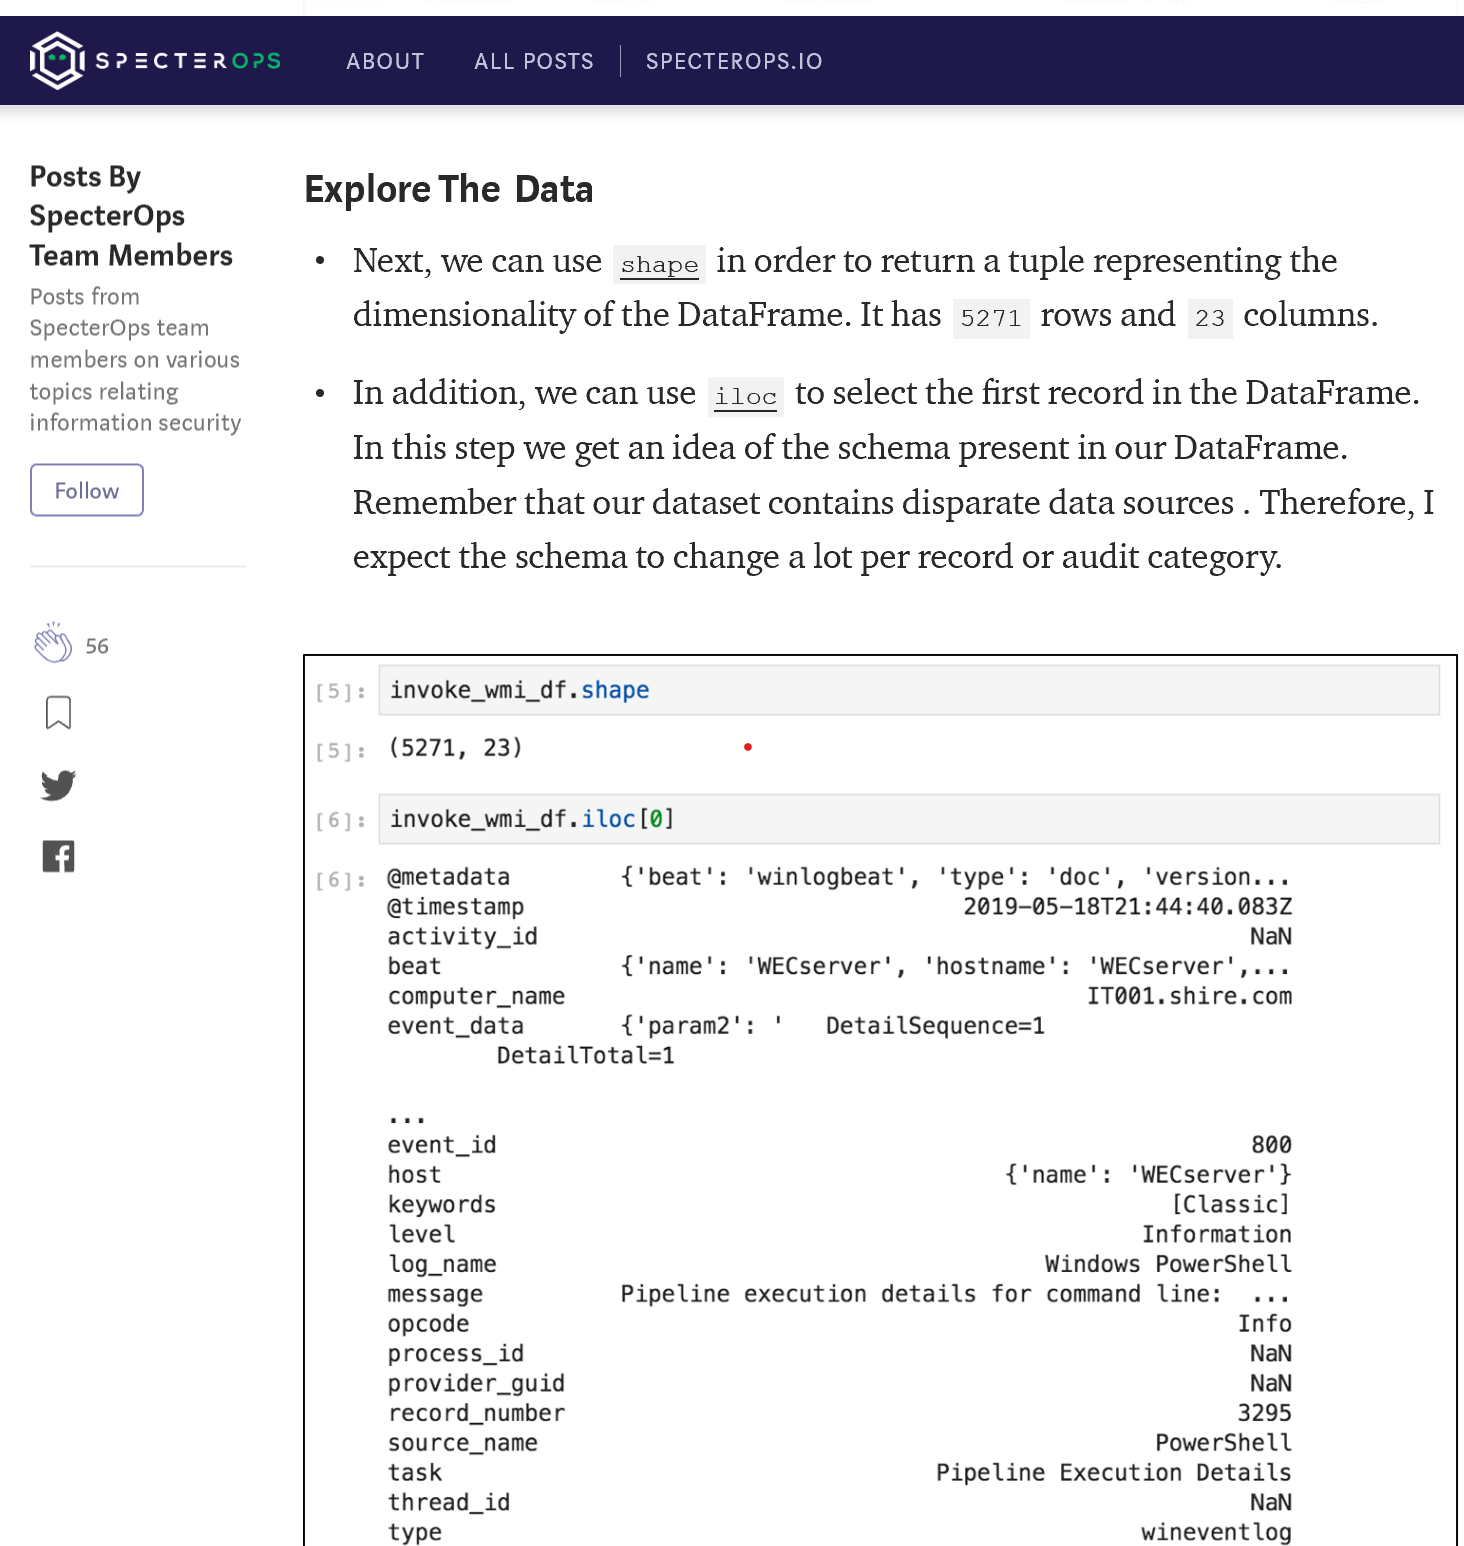 SPECTEROPS ABOUT ALL POSTS SPECTEROPS.IO
Posts By
SpecterOps
Team Members
Posts from
SpecterOps team
members on various
topics relating
information security
Follow
56
Explore The Data
• Next, we can use shape in order to return a tuple representing the
dimensionality of the DataFrame. It has 5271 rows and 23 columns.
• In addition, we can use iloc to select the first record in the DataFrame.
In this step we get an idea of the schema present in our DataFrame.
Remember that our dataset contains disparate data sources . Therefore, I
expect the schema to change a lot per record or audit category.
[5]: invoke_wmi_df.shape
[5]: (5271, 23)
[6]: invoke_wmi_df.iloc[0]
[6]: @metadata {'beat': 'winlogbeat', 'type': 'doc', 'version...
@timestamp 2019-05-18T21:44:40.083Z
activity_id NaN
beat {'name': 'WECserver', 'hostname': 'WECserver',...
computer_name IT001.shire.com
event_data {'param2': ' DetailSequence=1
DetailTotal=1
...
event_id 800
host {'name': 'WECserver'}
keywords [Classic]
level Information
log_name Windows PowerShell
message Pipeline execution details for command line: ...
opcode Info
process_id NaN
provider_guid NaN
record_number 3295
source_name PowerShell
task Pipeline Execution Details
thread_id NaN
type wineventlog